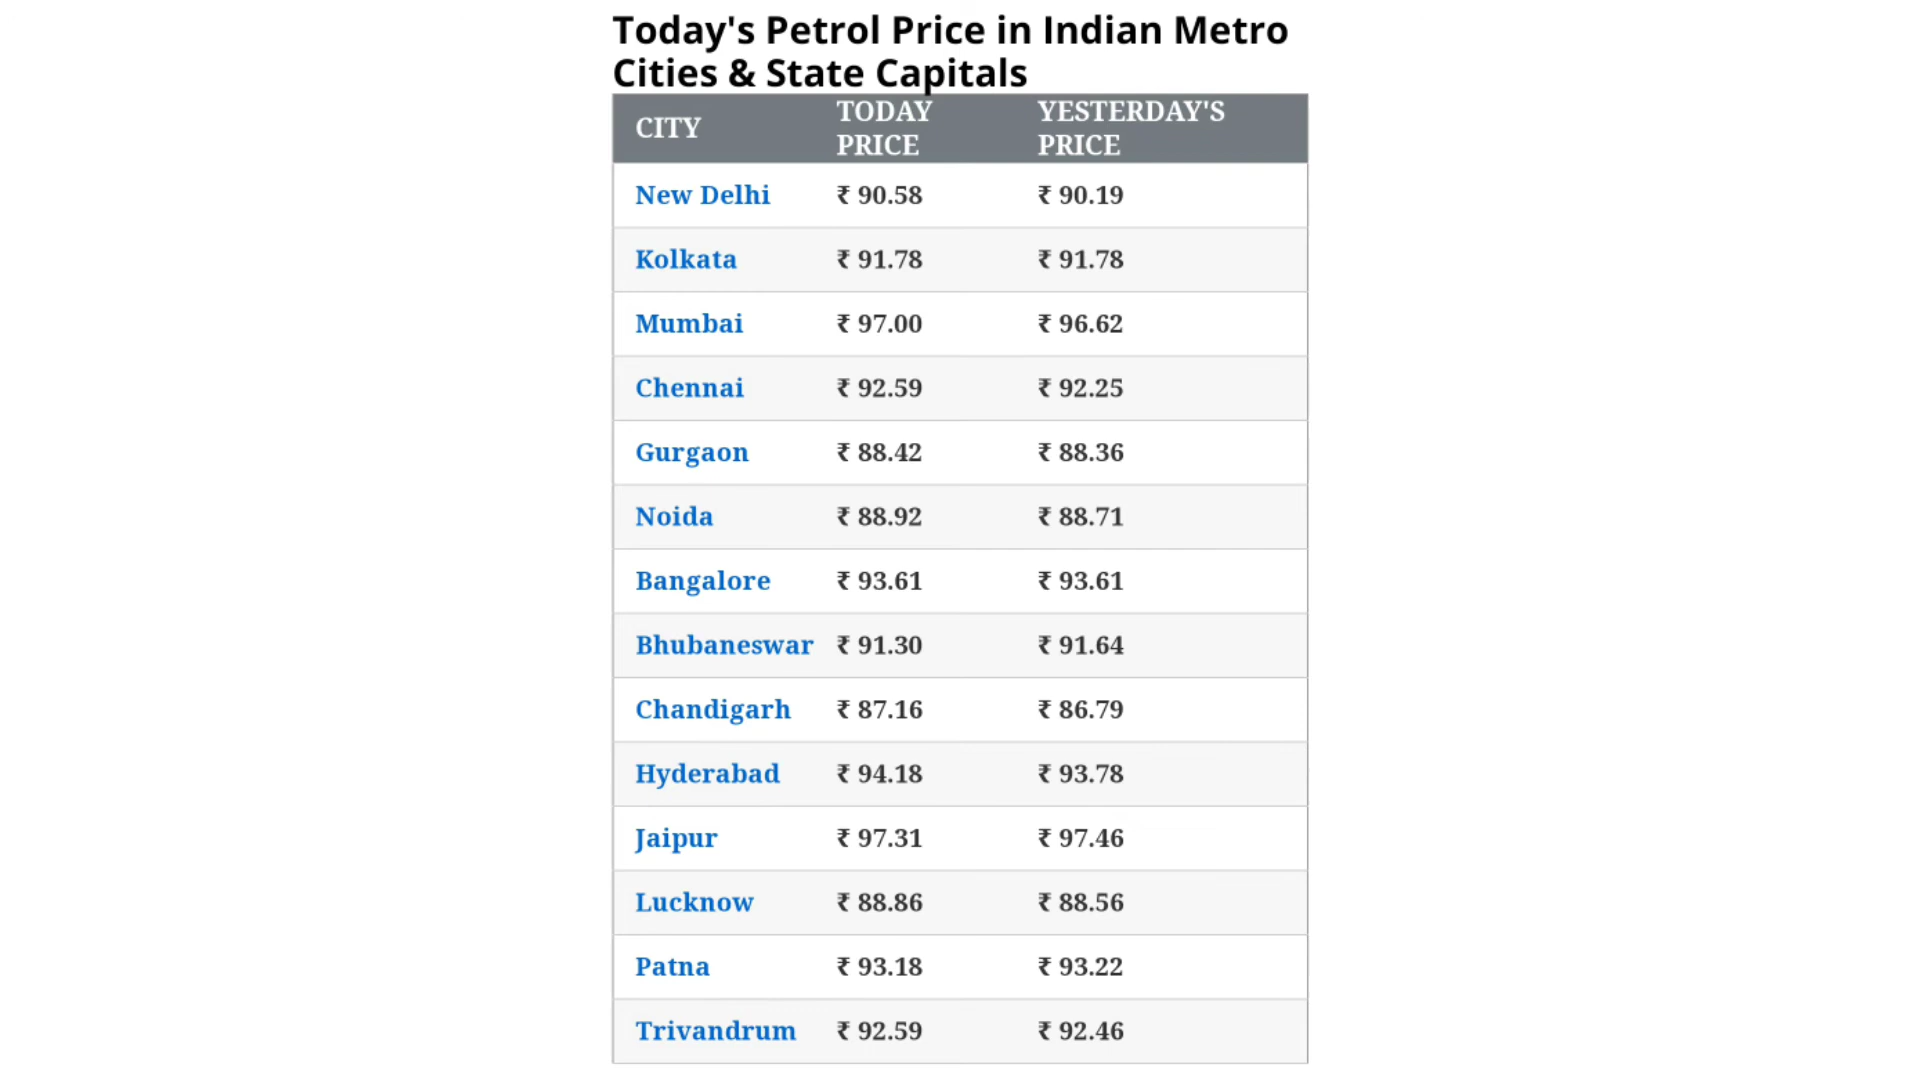 Today's Petrol Price in Indian Metro
Cities & State Capitals
CITY TODAY PRICE YESTERDAY'S PRICE
New Delhi ₹ 90.58 ₹ 90.19
Kolkata ₹ 91.78 ₹ 91.78
Mumbai ₹ 97.00 ₹ 96.62
Chennai ₹ 92.59 ₹ 92.25
Gurgaon ₹ 88.42 ₹ 88.36
Noida ₹ 88.92 ₹ 88.71
Bangalore ₹ 93.61 ₹ 93.61
Bhubaneswar ₹ 91.30 ₹ 91.64
Chandigarh ₹ 87.16 ₹ 86.79
Hyderabad ₹ 94.18 ₹ 93.78
Jaipur ₹ 97.31 ₹ 97.46
Lucknow ₹ 88.86 ₹ 88.56
Patna ₹ 93.18 ₹ 93.22
Trivandrum ₹ 92.59 ₹ 92.46